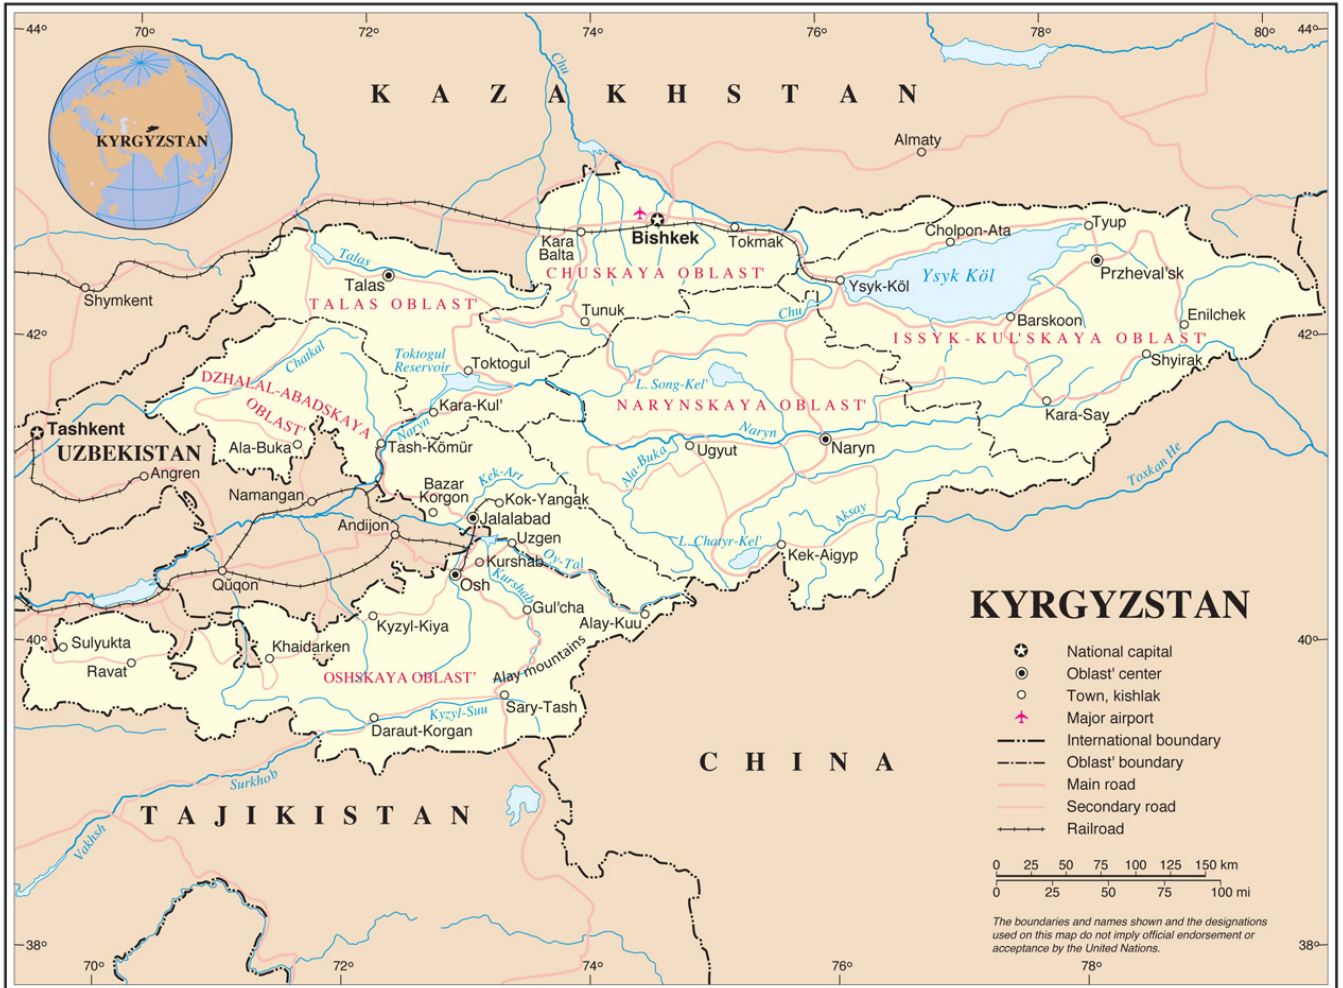 44°
70°
72°
74°
76°
78°
80°
44°
Chu
KAZAKHSTAN
KYRGYZSTAN
Almaty
Tyup
Cholpon-Ata
Kara
Balta
Bishkek
Tokmak
Talas
Talas
CHUSKAYA OBLAST'
Ysyk-Köl
Ysyk Köl
Przheval'sk
Shymkent
TALAS OBLAST'
Tunuk
Chu
Barskoon
Enilchek
42°
42°
ISSYK-KUL'SKAYA OBLAST'
Chatkal
Toktogul
Reservoir
Toktogul
Shyirak
DZHALAL-ABADSKAYA
OBLAST'
L. Song-Kel'
Kara-Kul'
NARYNSKAYA OBLAST'
Kara-Say
Tashkent
UZBEKISTAN
Naryn
Naryn
Ala-Buka
Tash-Kömür
Ala-Buka
Ugyut
Naryn
Toxkan He
Angren
Kek-Art
Bazar
Korgon
Namangan
Kok-Yangak
Andijon
Jalalabad
Aksay
Uzgen
L. Chatyr-Kel'
Kek-Aigyp
Kurshab
Oy-Tal
Quqon
Osh
Kurshab
Gul'cha
Alay-Kuu
Kyzyl-Kiya
40°
40°
Sulyukta
Khaidarken
Ravat
OSHSKAYA OBLAST'
Alay mountains
Sary-Tash
Kyzyl-Suu
Daraut-Korgan
CHINA
Surkhob
TAJIKISTAN
Vakhsh
KYRGYZSTAN
National capital
Oblast' center
Town, kishlak
Major airport
International boundary
Oblast' boundary
Main road
Secondary road
Railroad
0 25 50 75 100 125 150 km
0 25 50 75 100 mi
The boundaries and names shown and the designations
used on this map do not imply official endorsement or
acceptance by the United Nations.
38°
38°
70°
72°
74°
76°
78°